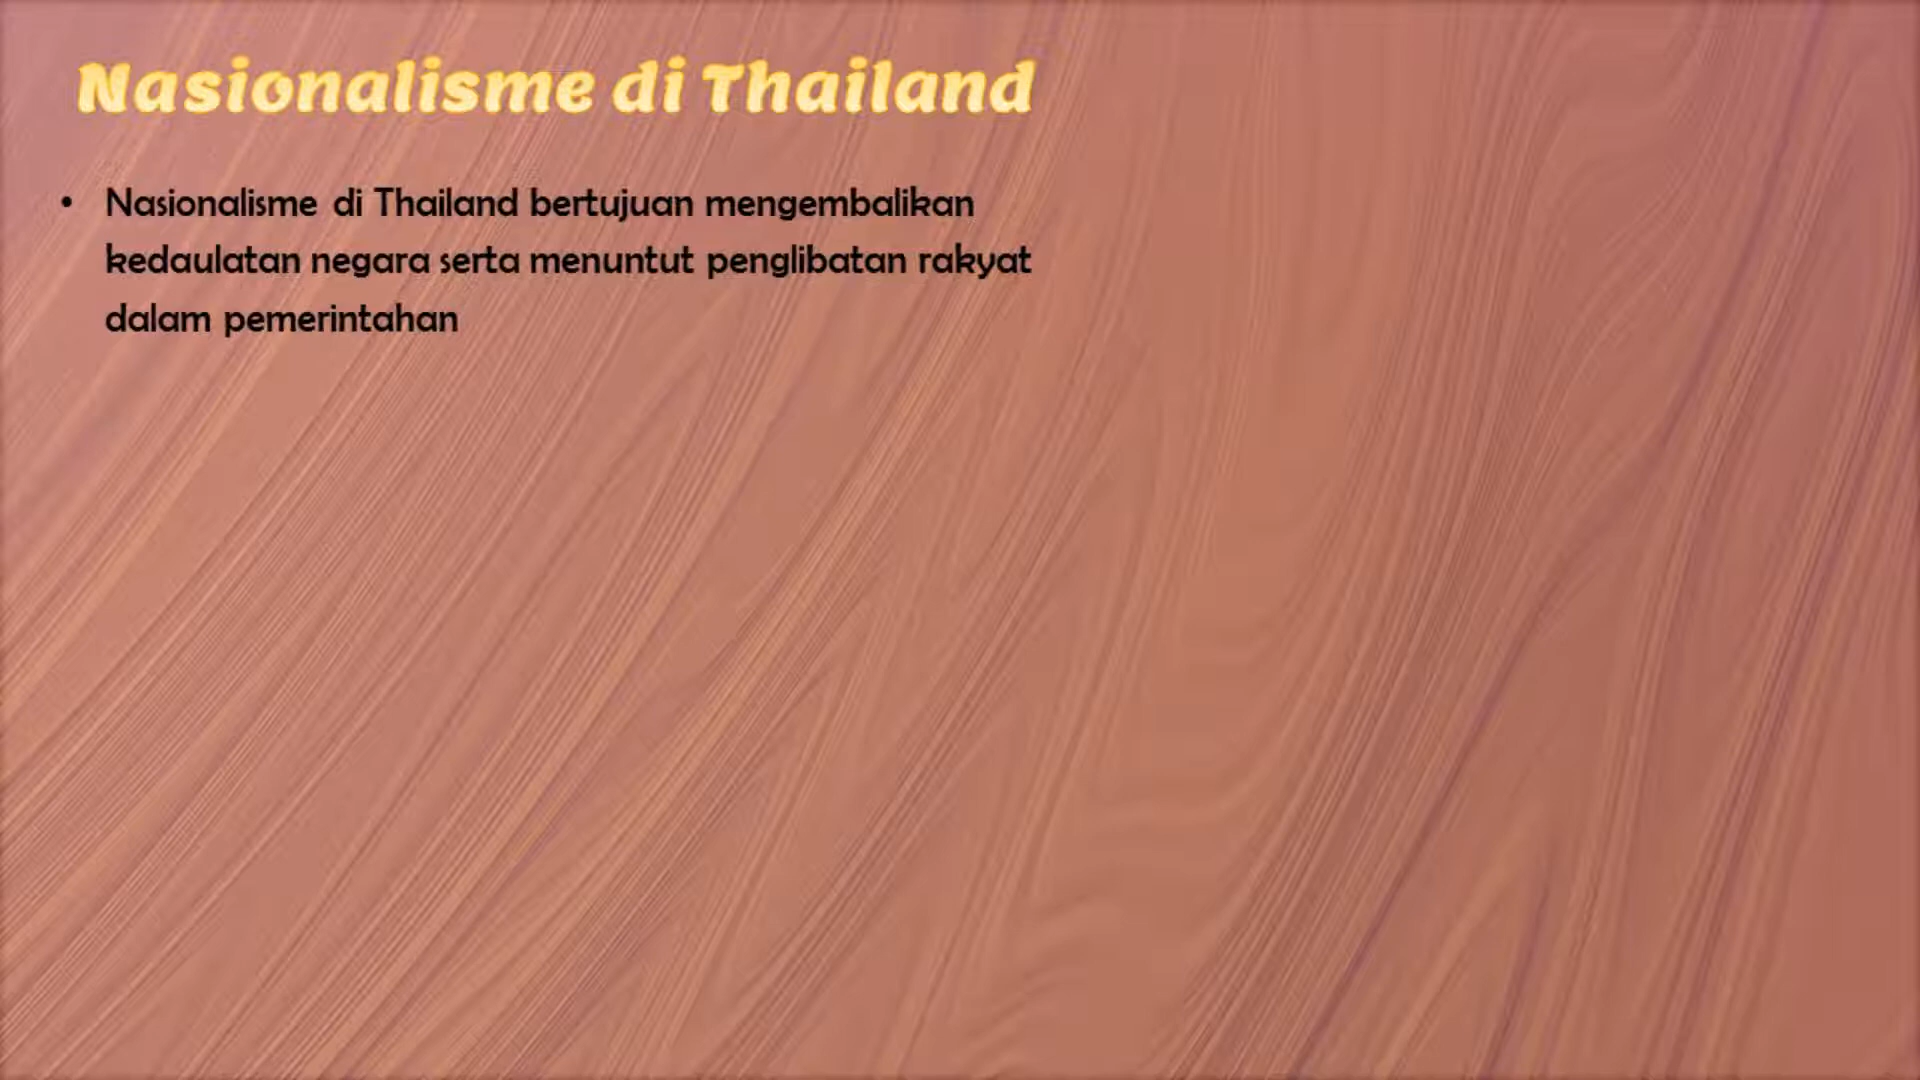 Nasionalisme di Thailand
• Nasionalisme di Thailand bertujuan mengembalikan
kedaulatan negara serta menuntut penglibatan rakyat
dalam pemerintahan